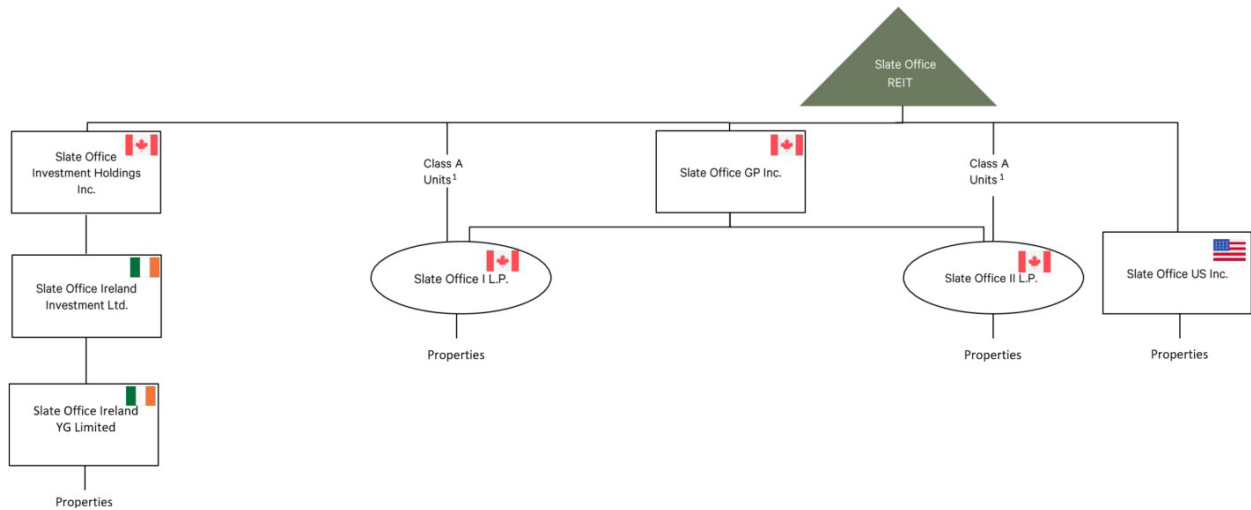 Slate Office
REIT
Slate Office
Investment Holdings
Inc.
Class A
Units¹
Slate Office GP Inc.
Class A
Units¹
Slate Office I L.P.
Slate Office II L.P.
Slate Office US Inc.
Slate Office Ireland
Investment Ltd.
Properties
Properties
Properties
Slate Office Ireland
YG Limited
Properties